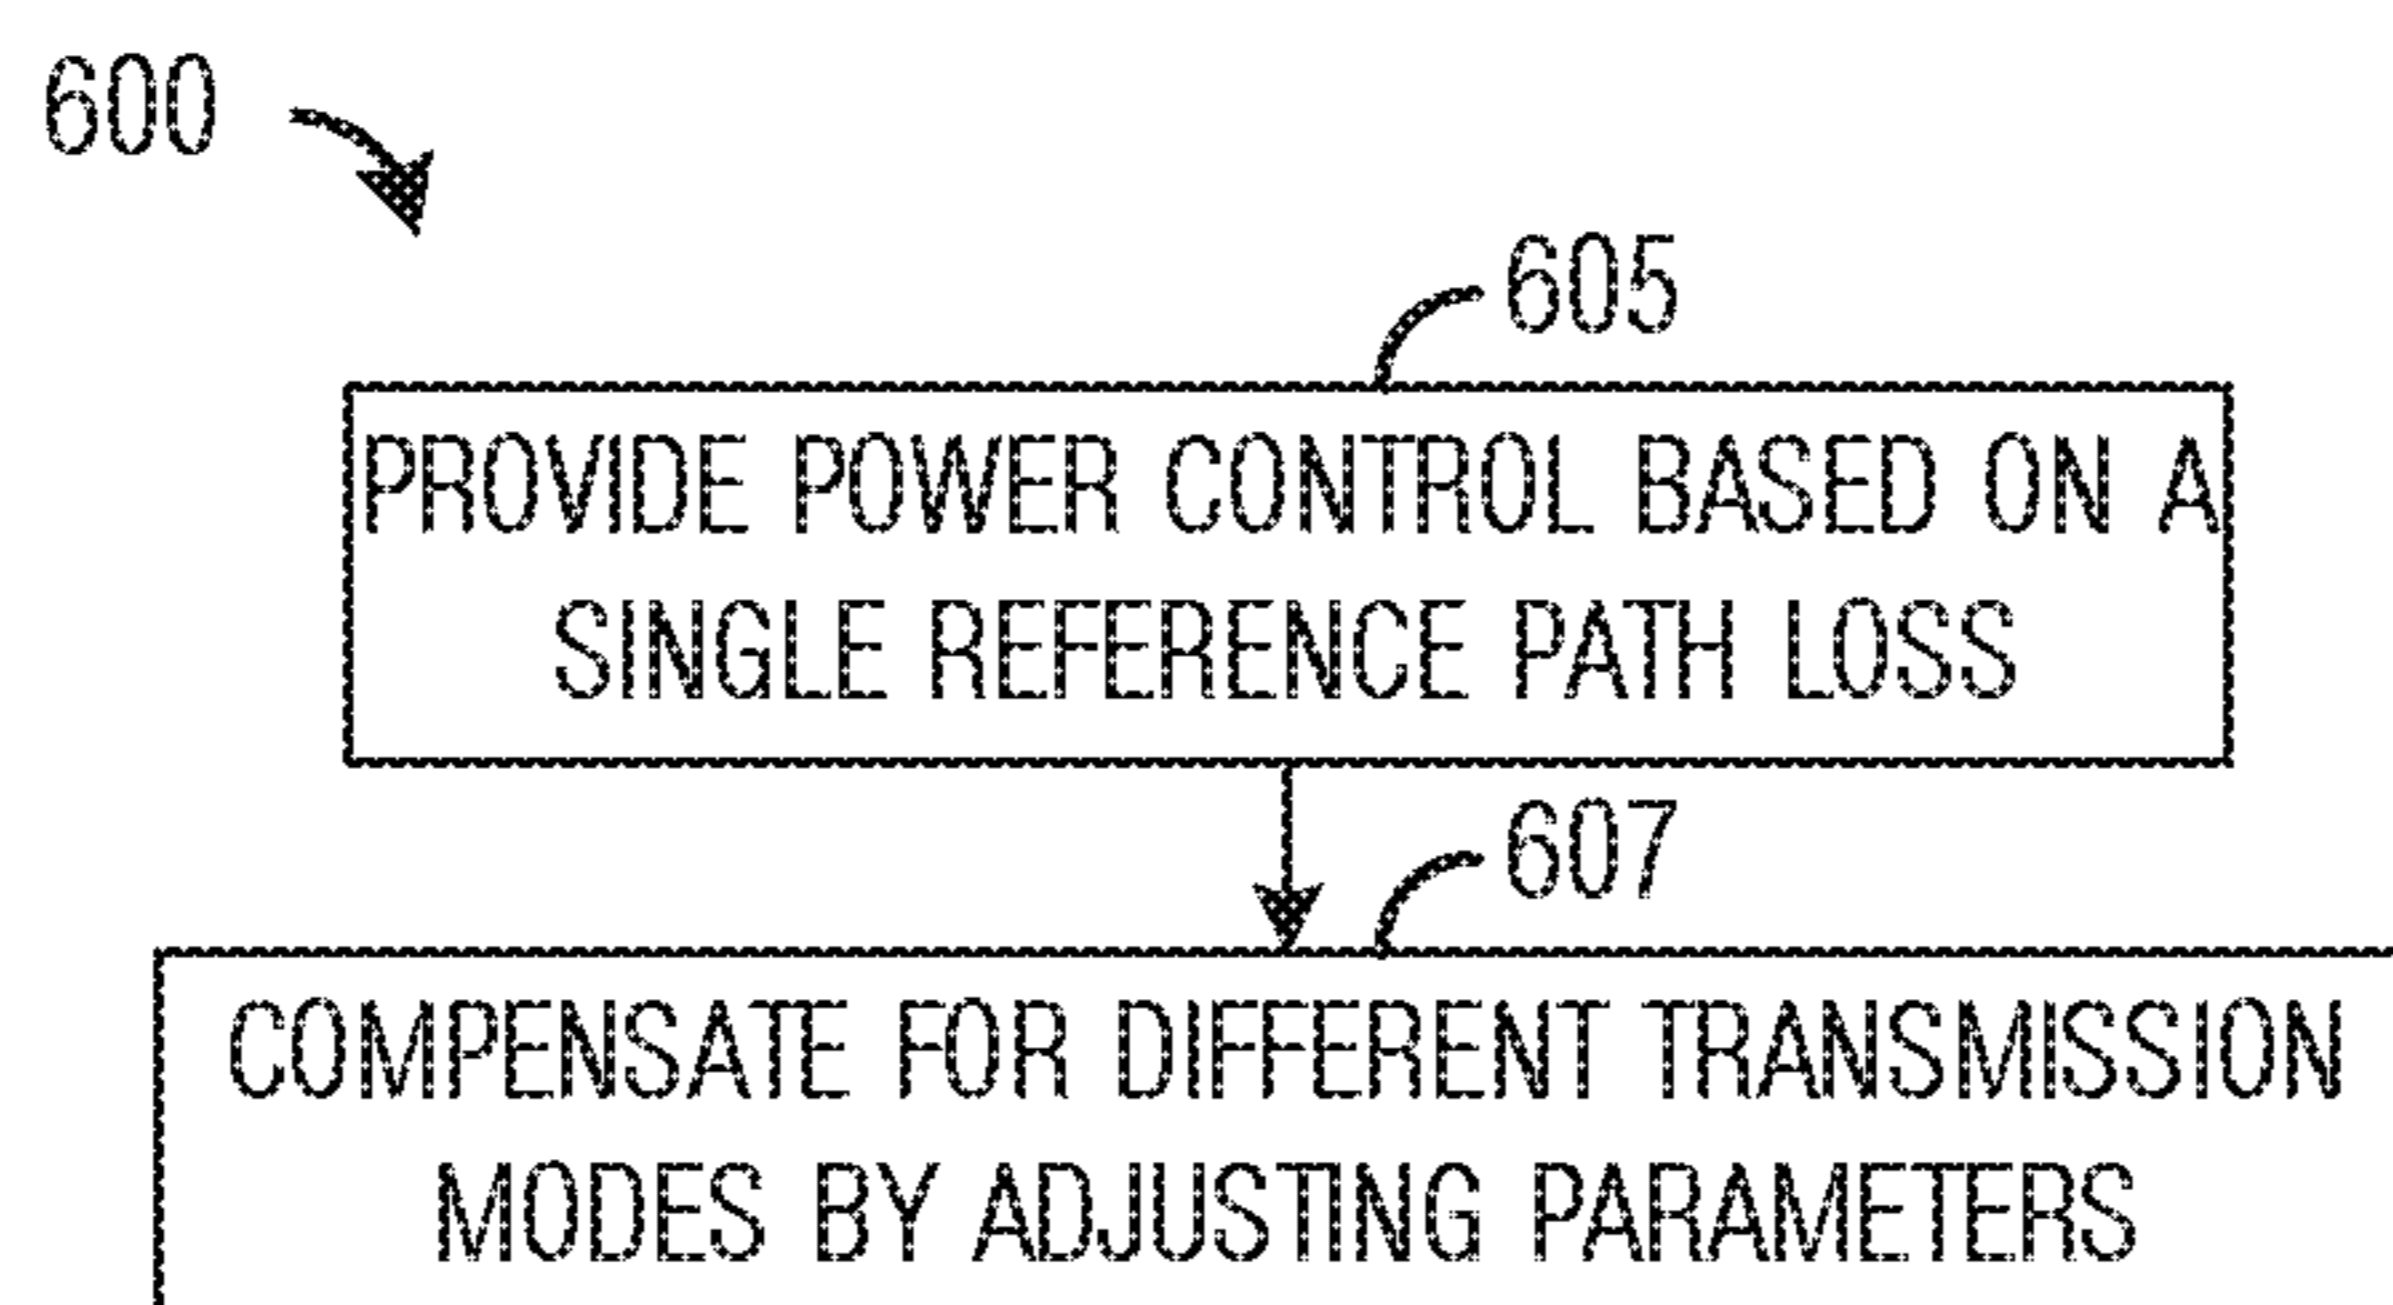 600
605
PROVIDE POWER CONTROL BASED ON A
SINGLE REFERENCE PATH LOSS
607
COMPENSATE FOR DIFFERENT TRANSMISSION
MODES BY ADJUSTING PARAMETERS